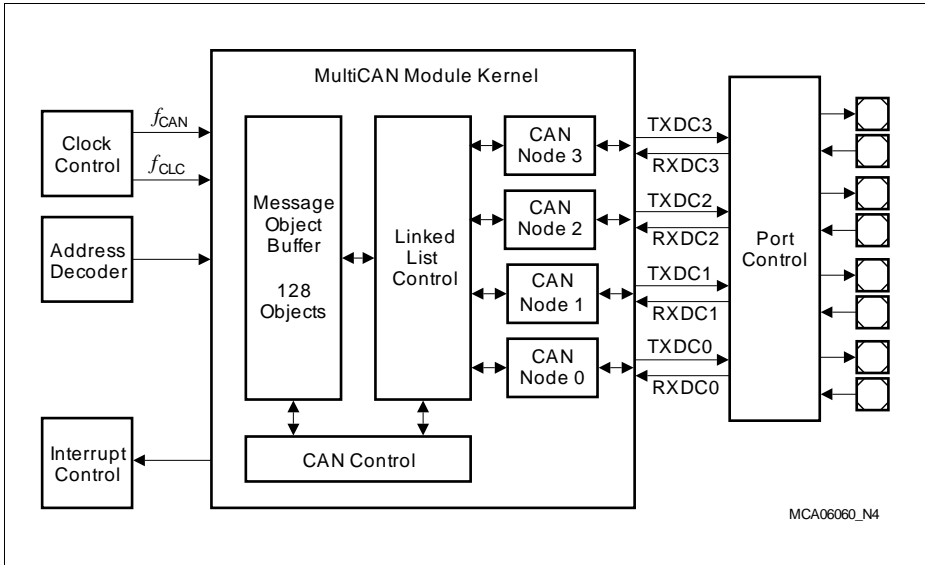 MultiCAN Module Kernel
Clock
Control
fCAN
fCLC
Address
Decoder
Interrupt
Control
Message
Object
Buffer
128
Objects
Linked
List
Control
CAN Control
CAN
Node 3
CAN
Node 2
CAN
Node 1
CAN
Node 0
TXDC3
RXDC3
TXDC2
RXDC2
TXDC1
RXDC1
TXDC0
RXDC0
Port
Control
MCA06060_N4